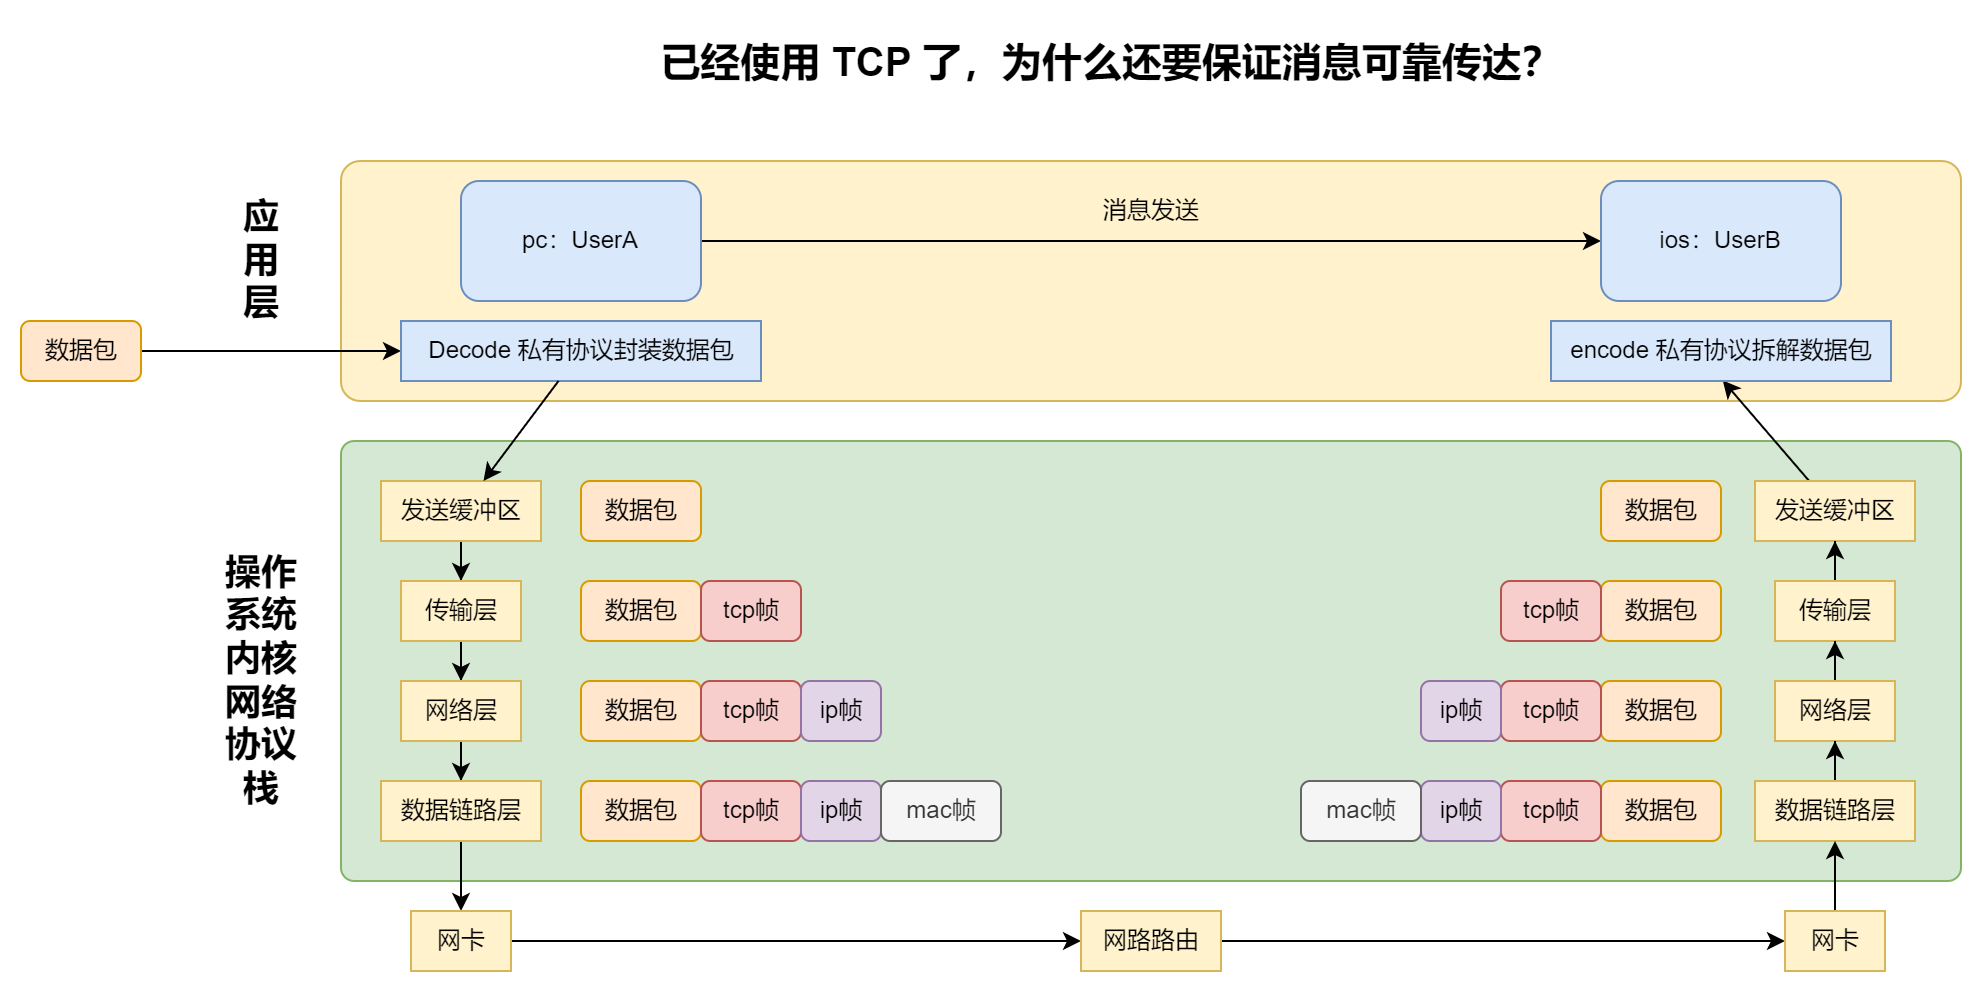 已经使用 TCP 了，为什么还要保证消息可靠传达？
应
用
层
pc：UserA
消息发送
ios：UserB
数据包
Decode 私有协议封装数据包
encode 私有协议拆解数据包
操作
系统
内核
网络
协议
栈
发送缓冲区
数据包
数据包
发送缓冲区
传输层
数据包
tcp帧
tcp帧
数据包
传输层
网络层
数据包
tcp帧
ip帧
ip帧
tcp帧
数据包
网络层
数据链路层
数据包
tcp帧
ip帧
mac帧
mac帧
ip帧
tcp帧
数据包
数据链路层
网卡
网路路由
网卡